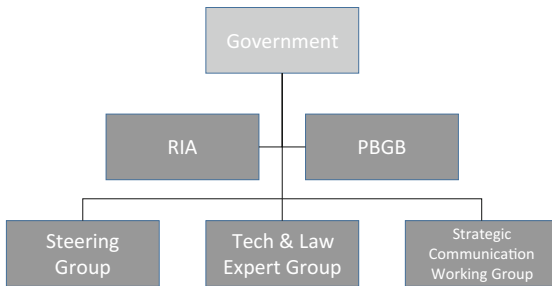 Government
RIA
PBGB
Steering
Group
Tech & Law
Expert Group
Strategic
Communication
Working Group